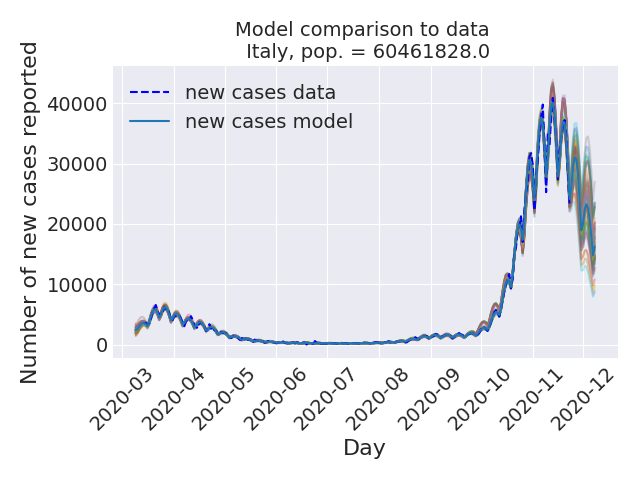 Model comparison to data
Italy, pop. = 60461828.0
Number of new cases reported
40000
30000
20000
10000
0
new cases data
new cases model
2020-03
2020-04
2020-05
2020-06
2020-07
2020-08
2020-09
2020-10
2020-11
2020-12
Day